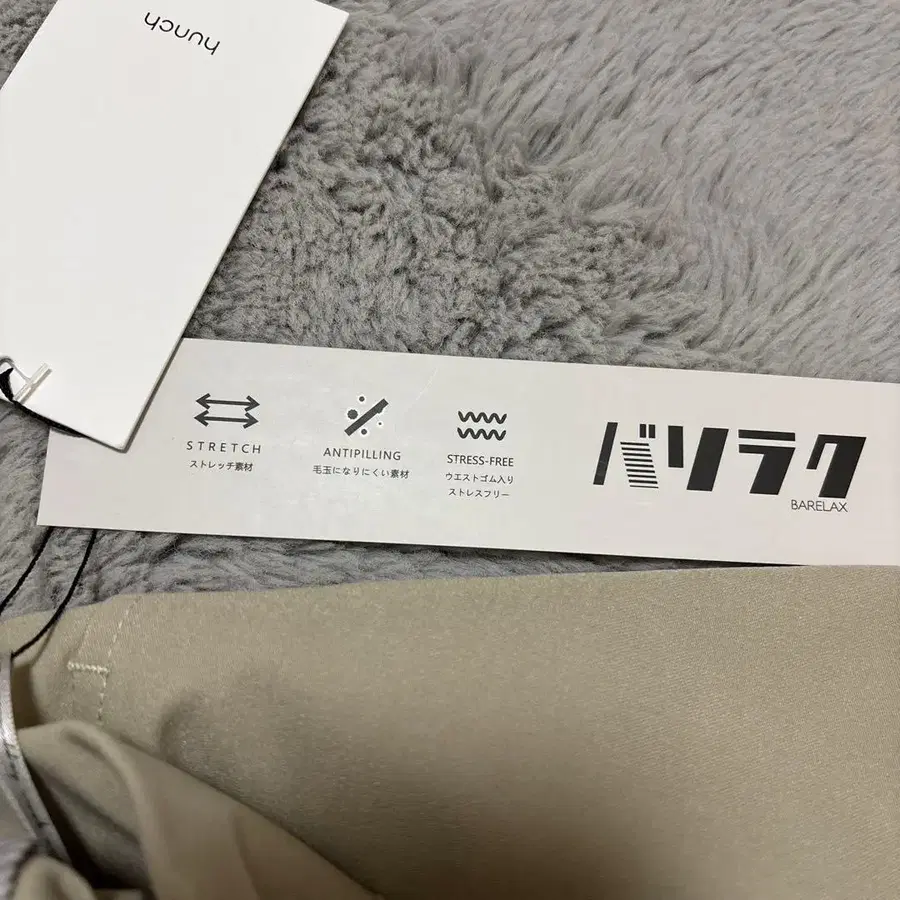 hunch
STRETCH
ストレッチ素材
ANTIPILLING
毛玉になりにくい素材
STRESS-FREE
ウエストゴム入り
ストレスフリー
バリラク
BARELAX